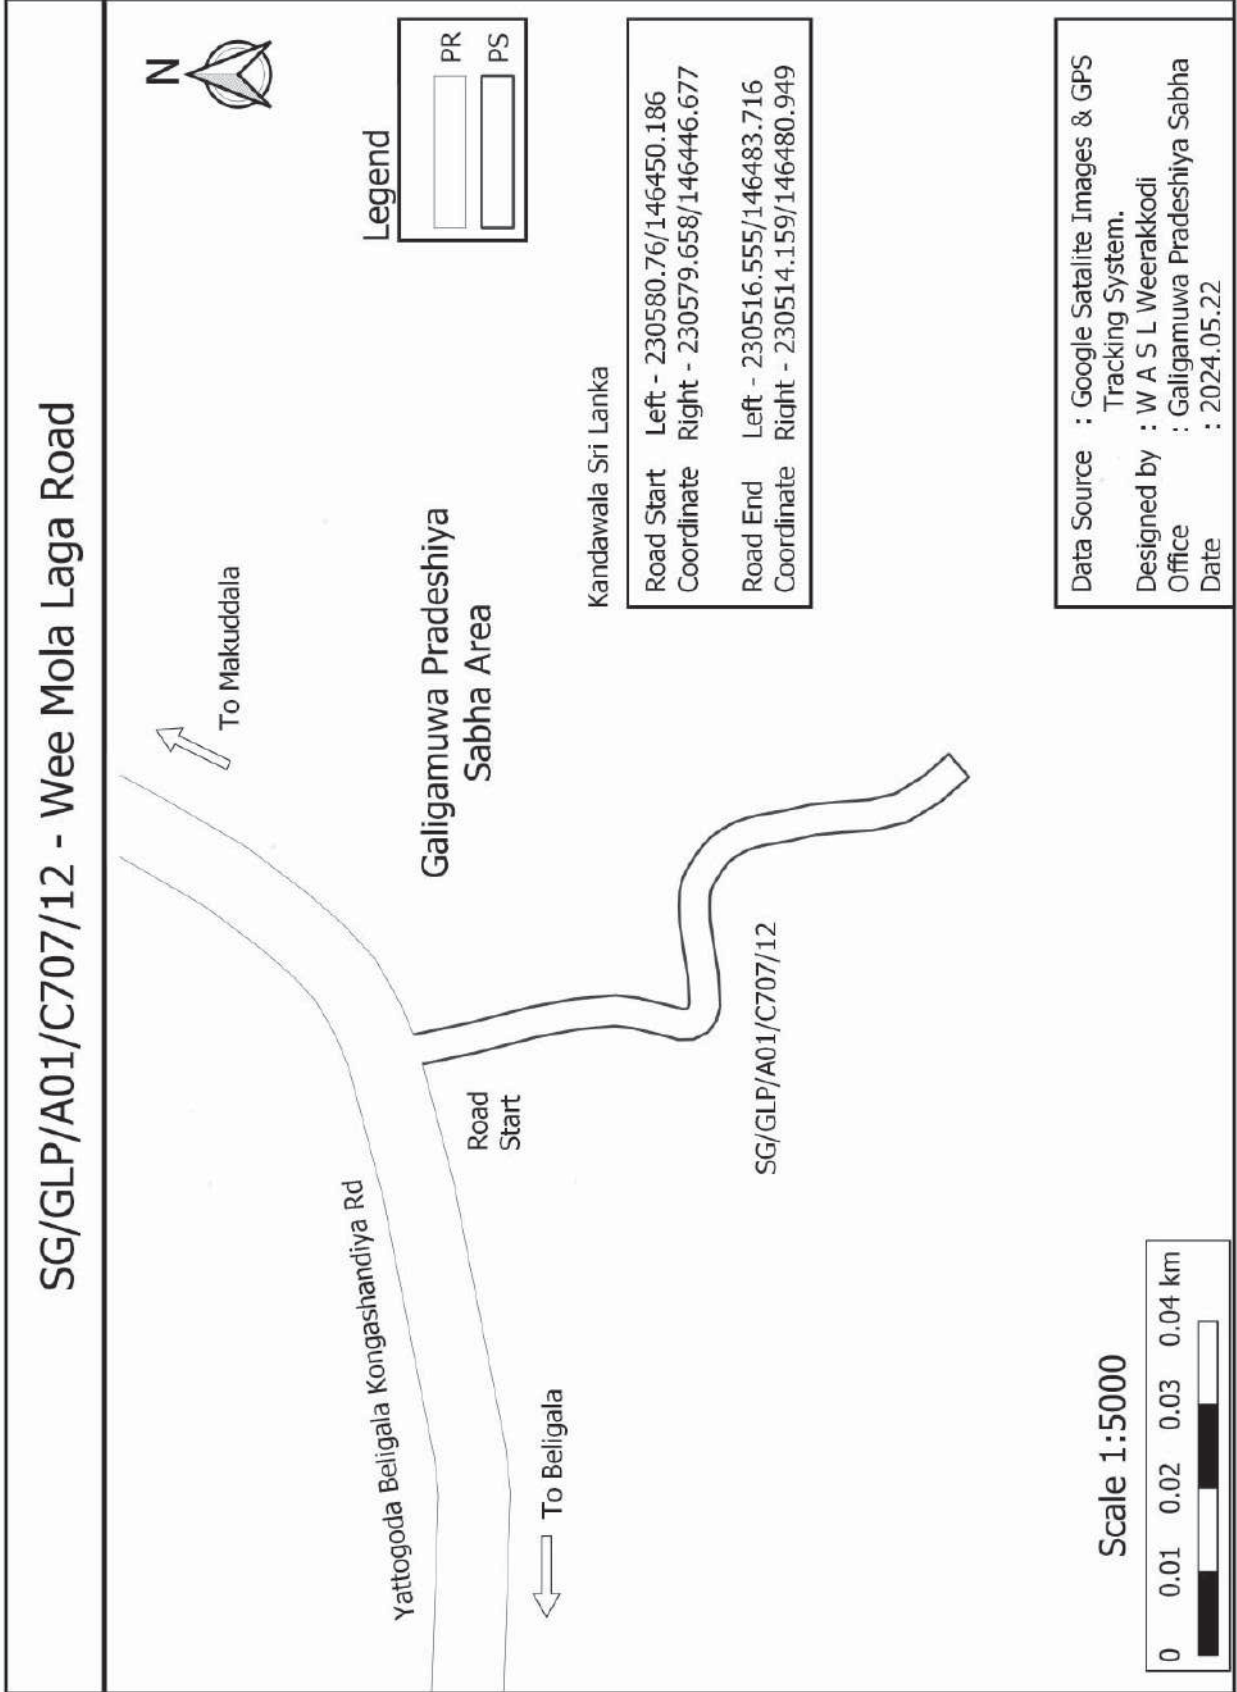 SG/GLP/A01/C707/12 - Wee Mola Laga Road
N
To Makuddala
Legend
PR
PS
Galigamuwa Pradeshiya
Sabha Area
Yattogoda Beligala Kongashandiya Rd
Road
Start
To Beligala
Kandawala Sri Lanka
Road Start Left - 230580.76/146450.186
Coordinate Right - 230579.658/146446.677
Road End Left - 230516.555/146483.716
Coordinate Right - 230514.159/146480.949
SG/GLP/A01/C707/12
Scale 1:5000
0 0.01 0.02 0.03 0.04 km
Data Source : Google Satalite Images & GPS
Tracking System.
Designed by : W A S L Weerakkodi
Office : Galigamuwa Pradeshiya Sabha
Date : 2024.05.22